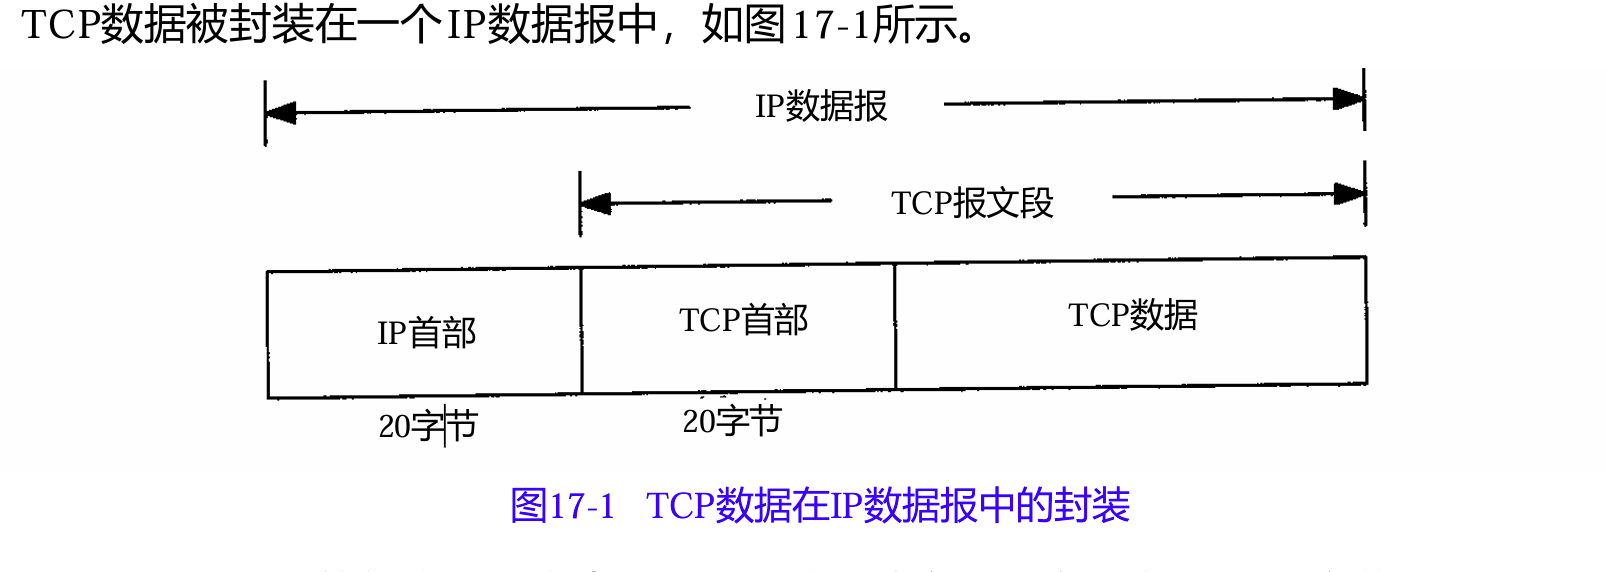 TCP数据被封装在一个IP数据报中，如图17-1所示。
IP数据报
TCP报文段
IP首部
TCP首部
TCP数据
20字节
20字节
图17-1 TCP数据在IP数据报中的封装